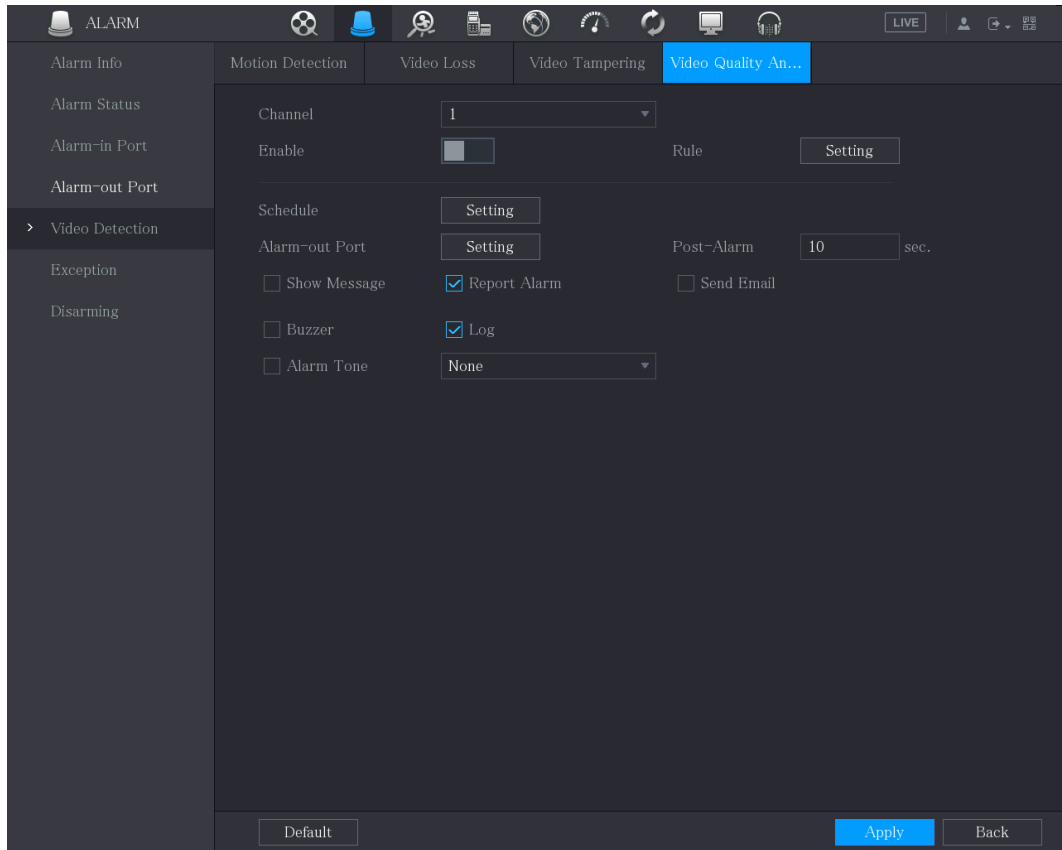 ALARM
LIVE
Alarm Info
Alarm Status
Alarm-in Port
Alarm-out Port
Video Detection
Exception
Disarming
Motion Detection Video Loss Video Tampering Video Quality An...
Channel 1
Enable Rule Setting
Schedule Setting
Alarm-out Port Setting Post-Alarm 10 sec.
Show Message Report Alarm Send Email
Buzzer Log
Alarm Tone None
Default Apply Back